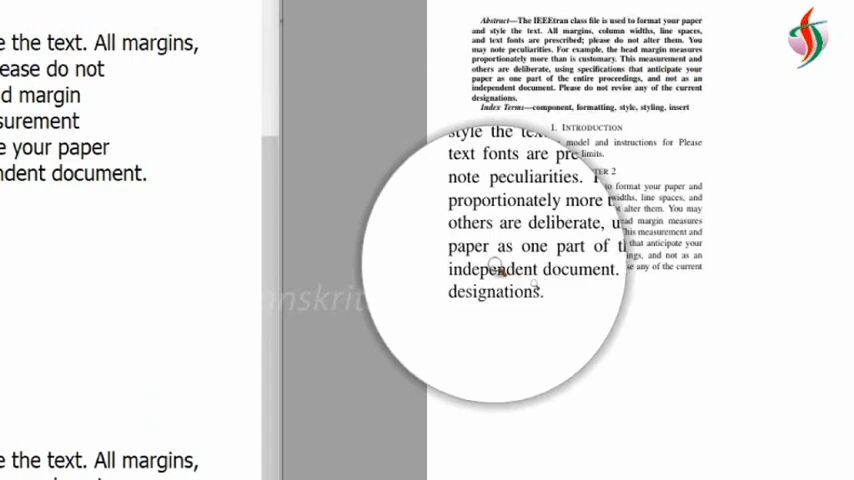 e the text. All margins,
ease do not
d margin
surement
e your paper
ndent document.
e the text. All margins,
Abstract—The IEEEtran class file is used to format your paper
and style the text. All margins, column widths, line spaces,
and text fonts are prescribed; please do not alter them. You
may note peculiarities. For example, the head margin measures
proportionately more than is customary. This measurement and
others are deliberate, using specifications that anticipate your
paper as one part of the entire proceedings, and not as an
independent document. Please do not revise any of the current
designations.
Index Terms—component, formatting, style, styling, insert
I. INTRODUCTION
model and instructions for Please
limits.
TER 2
to format your paper and
widths, line spaces, and
t alter them. You may
ead margin measures
his measurement and
that anticipate your
ings, and not as an
e any of the current
style the tex
text fonts are pre
note peculiarities.
proportionately more t
others are deliberate, u
paper as one part of t
independent document.
designations.
anskrit